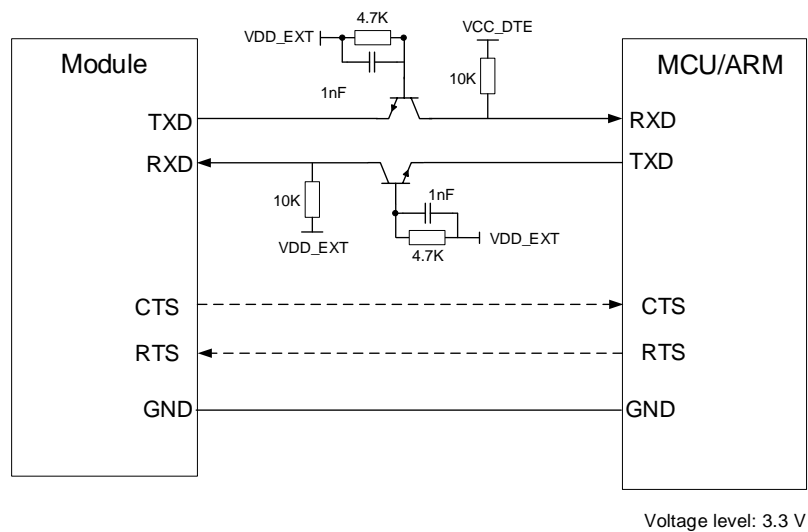 4.7K
VDD_EXT
VCC_DTE
Module
MCU/ARM
1nF
10K
TXD
RXD
RXD
TXD
10K
1nF
VDD_EXT
VDD_EXT
4.7K
CTS
CTS
RTS
RTS
GND
GND
Voltage level: 3.3 V